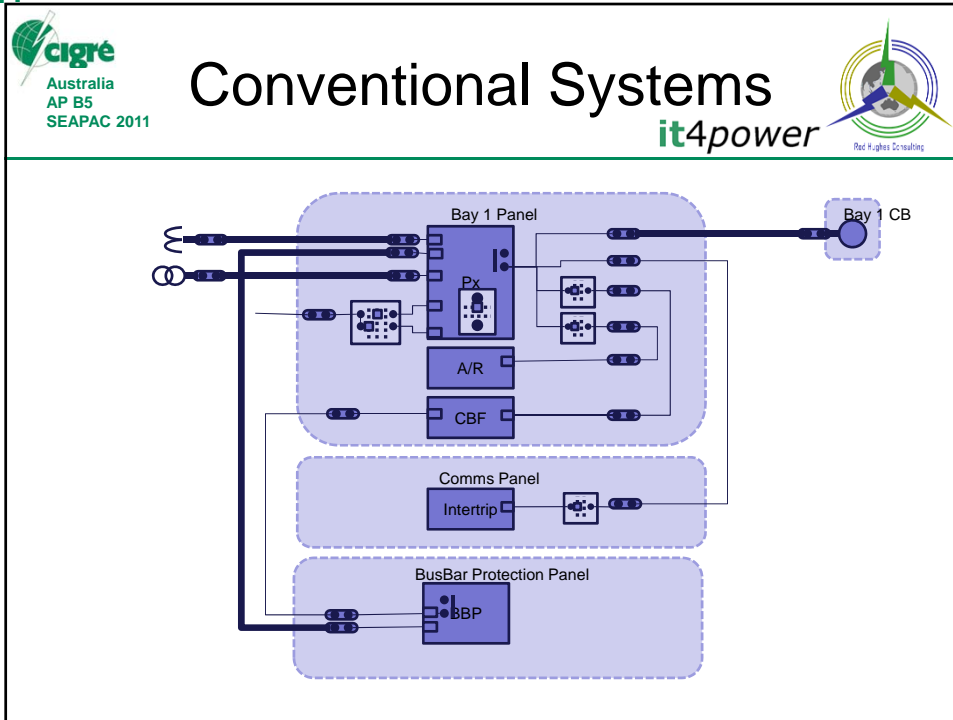 cigré
Australia
AP B5
SEAPAC 2011
Conventional Systems
it4power
Rod Hughes Consulting
Bay 1 Panel
Bay 1 CB
Px
A/R
CBF
Comms Panel
Intertrip
BusBar Protection Panel
BBP